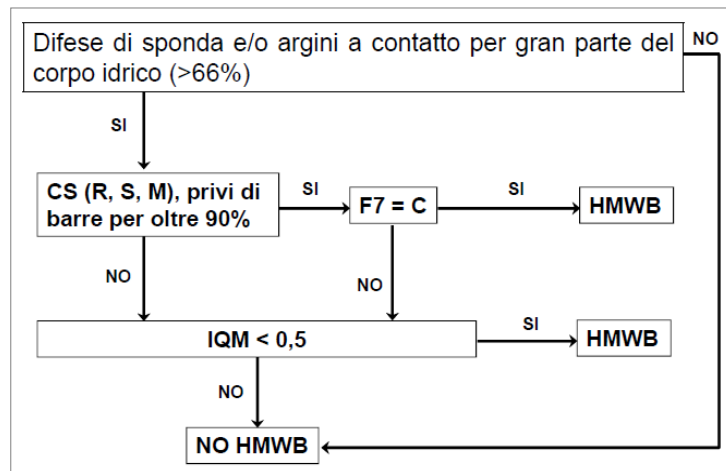 Difese di sponda e/o argini a contatto per gran parte del
corpo idrico (>66%)
NO
SI
CS (R, S, M), privi di
barre per oltre 90%
SI
F7 = C
SI
HMWB
NO
NO
IQM < 0,5
SI
HMWB
NO
NO HMWB